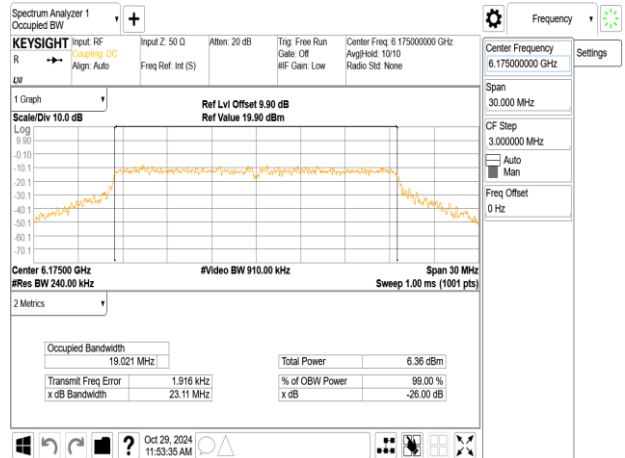 Spectrum Analyzer 1
Occupied BW
Frequency
KEYSIGHT
R
LXI
Input: RF
Coupling: DC
Align: Auto
Input Z: 50 Ω
Freq Ref: Int (S)
Atten: 20 dB
Trig: Free Run
Gate: Off
#IF Gain: Low
Center Freq: 6.175000000 GHz
Avg|Hold: 10/10
Radio Std: None
Center Frequency
6.175000000 GHz
Settings
Span
30.000 MHz
CF Step
3.000000 MHz
Auto
Man
Freq Offset
0 Hz
1 Graph
Scale/Div 10.0 dB
Ref Lvl Offset 9.90 dB
Ref Value 19.90 dBm
Log
9.90
-0.10
-10.1
-20.1
-30.1
-40.1
-50.1
-60.1
-70.1
Center 6.17500 GHz
#Res BW 240.00 kHz
#Video BW 910.00 kHz
Span 30 MHz
Sweep 1.00 ms (1001 pts)
2 Metrics
Occupied Bandwidth
19.021 MHz
Total Power 6.36 dBm
Transmit Freq Error 1.916 kHz
% of OBW Power 99.00 %
x dB Bandwidth 23.11 MHz
x dB -26.00 dB
?
Oct 29, 2024
11:53:35 AM